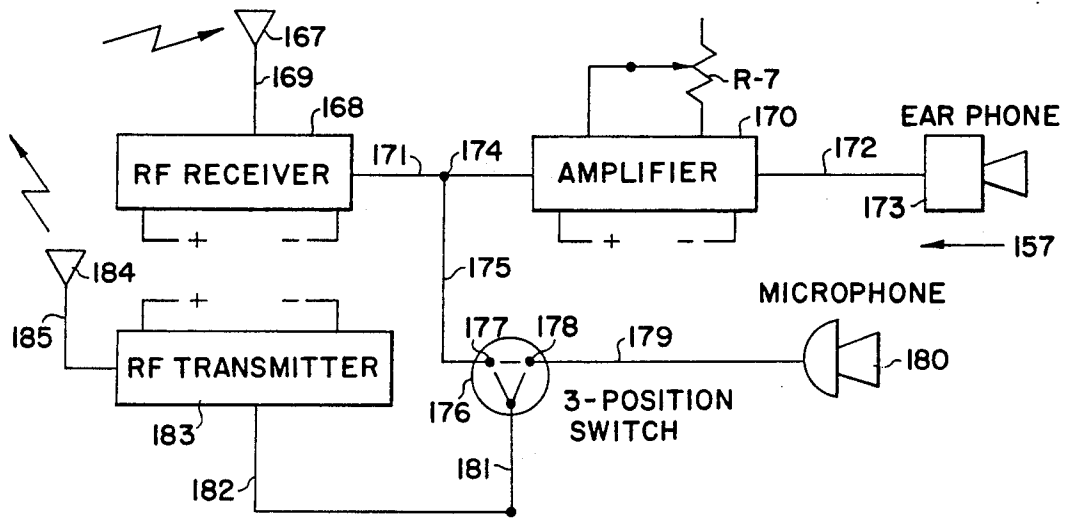 167
169
168
RF RECEIVER
+ −
171
174
R-7
170
AMPLIFIER
+ −
172
EAR PHONE
173
157
175
184
185
+ −
RF TRANSMITTER
183
182
177
178
176
3-POSITION
SWITCH
179
MICROPHONE
180
181